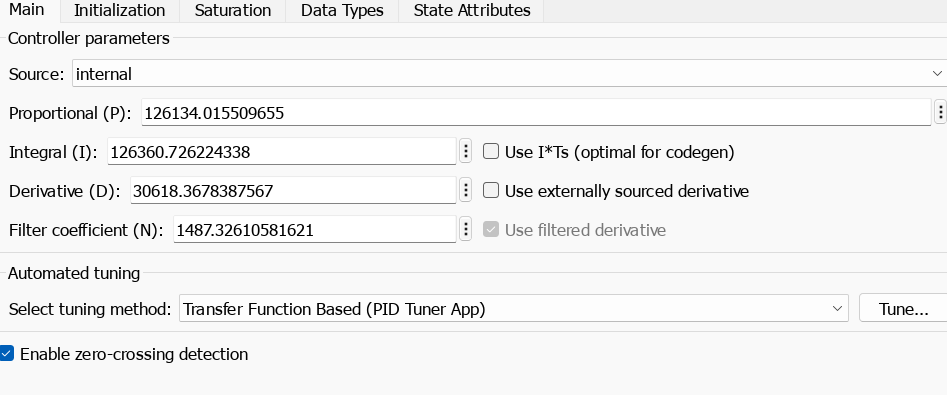 Main Initialization Saturation Data Types State Attributes
Controller parameters
Source: internal
Proportional (P): 126134.015509655
Integral (I): 126360.726224338 Use I*Ts (optimal for codegen)
Derivative (D): 30618.3678387567 Use externally sourced derivative
Filter coefficient (N): 1487.32610581621 Use filtered derivative
Automated tuning
Select tuning method: Transfer Function Based (PID Tuner App) Tune...
Enable zero-crossing detection